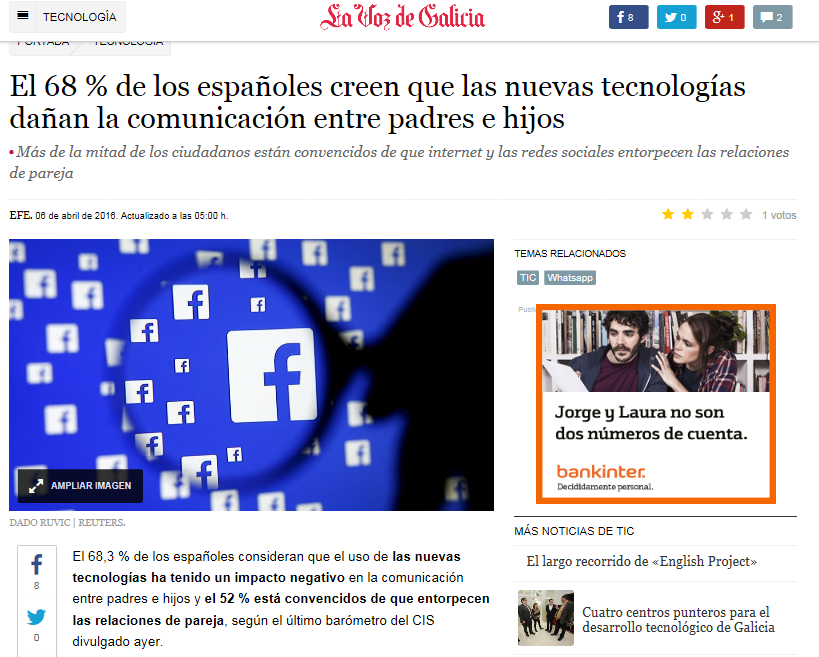 TECNOLOGÍA
La Voz de Galicia
8
0
1
2
PORTADA
TECNOLOGÍA
El 68 % de los españoles creen que las nuevas tecnologías
dañan la comunicación entre padres e hijos
Más de la mitad de los ciudadanos están convencidos de que internet y las redes sociales entorpecen las relaciones
de pareja
EFE. 06 de abril de 2016. Actualizado a las 05:00 h.
1 votos
AMPLIAR IMAGEN
DADO RUVIC | REUTERS.
8
0
El 68,3 % de los españoles consideran que el uso de las nuevas
tecnologías ha tenido un impacto negativo en la comunicación
entre padres e hijos y el 52 % está convencidos de que entorpecen
las relaciones de pareja, según el último barómetro del CIS
divulgado ayer.
TEMAS RELACIONADOS
TIC Whatsapp
Jorge y Laura no son
dos números de cuenta.
bankinter.
Decididamente personal.
MÁS NOTICIAS DE TIC
El largo recorrido de «English Project»
Cuatro centros punteros para el
desarrollo tecnológico de Galicia